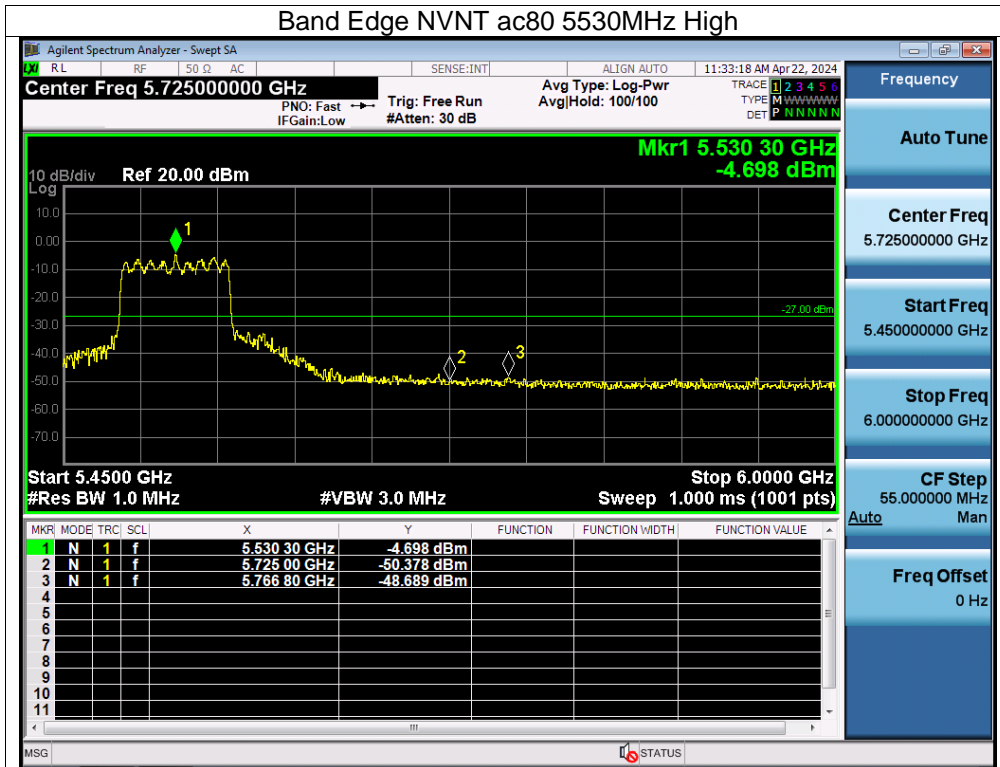 Band Edge NVNT ac80 5530MHz High
Agilent Spectrum Analyzer - Swept SA
LXI RL RF 50 Ω AC SENSE:INT ALIGN AUTO 11:33:18 AM Apr 22, 2024
Center Freq 5.725000000 GHz
PNO: Fast
IFGain:Low
Trig: Free Run
#Atten: 30 dB
Avg Type: Log-Pwr
Avg|Hold: 100/100
TRACE 1 2 3 4 5 6
TYPE M WWWWW
DET P N N N N N
Mkr1 5.530 30 GHz
-4.698 dBm
10 dB/div Ref 20.00 dBm
Log
10.0
0.00
-10.0
-20.0
-30.0
-40.0
-50.0
-60.0
-70.0
1
-27.00 dBm
2
3
Start 5.4500 GHz Stop 6.0000 GHz
#Res BW 1.0 MHz #VBW 3.0 MHz Sweep 1.000 ms (1001 pts)
MKR MODE TRC SCL X Y FUNCTION FUNCTION WIDTH FUNCTION VALUE
1 N 1 f 5.530 30 GHz -4.698 dBm
2 N 1 f 5.725 00 GHz -50.378 dBm
3 N 1 f 5.766 80 GHz -48.689 dBm
4
5
6
7
8
9
10
11
MSG STATUS
Frequency
Auto Tune
Center Freq
5.725000000 GHz
Start Freq
5.450000000 GHz
Stop Freq
6.000000000 GHz
CF Step
55.000000 MHz
Auto Man
Freq Offset
0 Hz